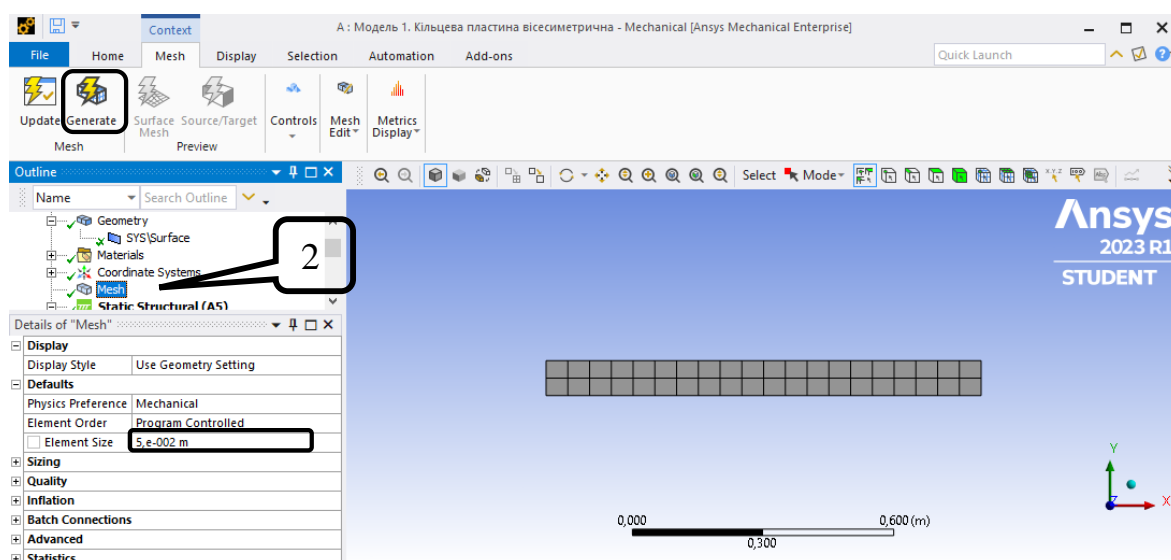 Context
A : Модель 1. Кільцева пластина вісесиметрична - Mechanical [Ansys Mechanical Enterprise]
File Home Mesh Display Selection Automation Add-ons
Quick Launch
Update Generate Surface Mesh Source/Target Controls Mesh Edit Metrics Display
Mesh Preview
Outline
Name Search Outline
Geometry
SYS\Surface
Materials
Coordinate Systems
Mesh
Static Structural (A5)
2
Select Mode
Ansys
2023 R1
STUDENT
Details of "Mesh"
Display
Display Style Use Geometry Setting
Defaults
Physics Preference Mechanical
Element Order Program Controlled
Element Size 5,e-002 m
Sizing
Quality
Inflation
Batch Connections
Advanced
Statistics
0,000 0,600 (m)
0,300
Y
Z X